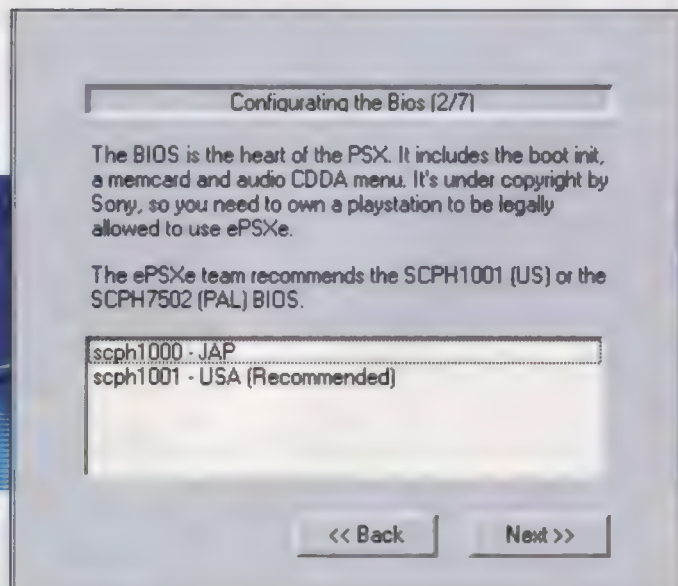 Configurating the Bios (2/7)
The BIOS is the heart of the PSX. It includes the boot init,
a memcard and audio CDDA menu. It's under copyright by
Sony, so you need to own a playstation to be legally
allowed to use ePSXe.
The ePSXe team recommends the SCPH1001 (US) or the
SCPH7502 (PAL) BIOS.
scph1000 - JAP
scph1001 - USA (Recommended)
<< Back
Next >>